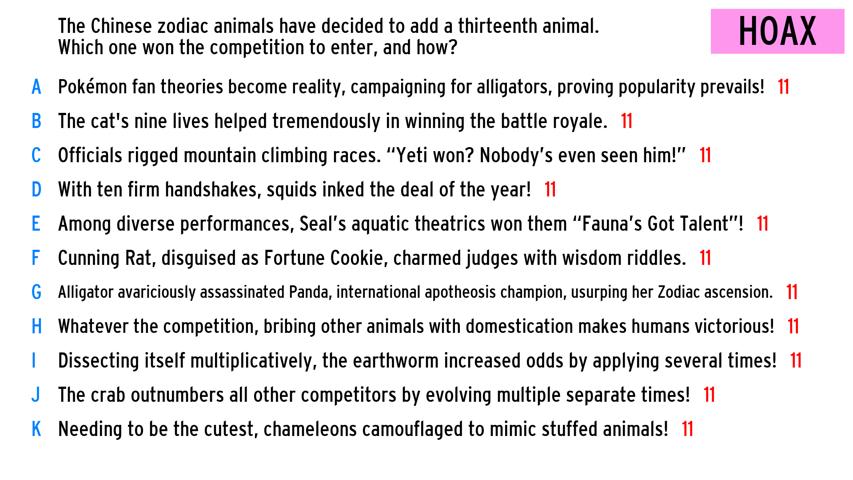 The Chinese zodiac animals have decided to add a thirteenth animal.
Which one won the competition to enter, and how?
HOAX
A Pokémon fan theories become reality, campaigning for alligators, proving popularity prevails! 11
B The cat's nine lives helped tremendously in winning the battle royale. 11
C Officials rigged mountain climbing races. “Yeti won? Nobody’s even seen him!” 11
D With ten firm handshakes, squids inked the deal of the year! 11
E Among diverse performances, Seal’s aquatic theatrics won them “Fauna’s Got Talent”! 11
F Cunning Rat, disguised as Fortune Cookie, charmed judges with wisdom riddles. 11
G Alligator avariciously assassinated Panda, international apotheosis champion, usurping her Zodiac ascension. 11
H Whatever the competition, bribing other animals with domestication makes humans victorious! 11
I Dissecting itself multiplicatively, the earthworm increased odds by applying several times! 11
J The crab outnumbers all other competitors by evolving multiple separate times! 11
K Needing to be the cutest, chameleons camouflaged to mimic stuffed animals! 11